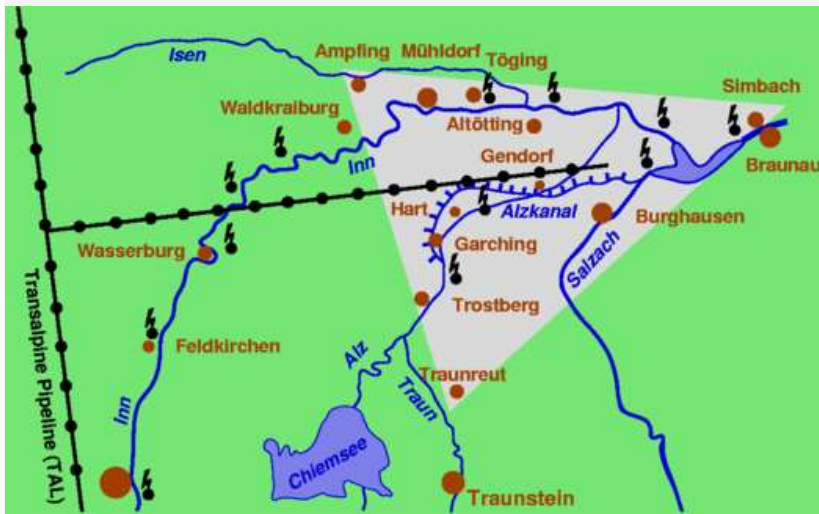 Ampfing
Mühldorf
Töging
Isen
Simbach
Waldkraiburg
Altötting
Inn
Gendorf
Braunau
Hart
Alzkanal
Burghausen
Wasserburg
Garching
Salzach
Trostberg
Feldkirchen
Alz
Traunreut
Traun
Inn
Transalpine Pipeline (TAL)
Chiemsee
Traunstein